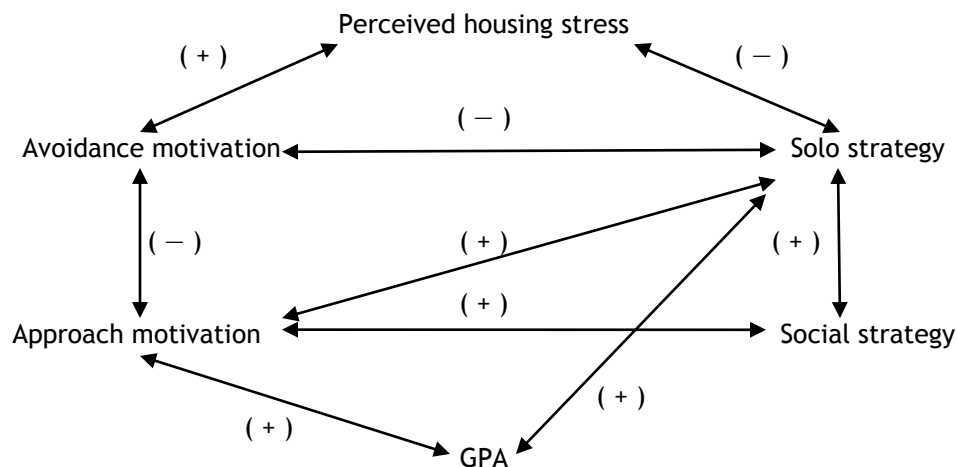 Perceived housing stress
( + )
( − )
( − )
Avoidance motivation
Solo strategy
( − )
( + )
( + )
( + )
Approach motivation
Social strategy
( + )
( + )
GPA